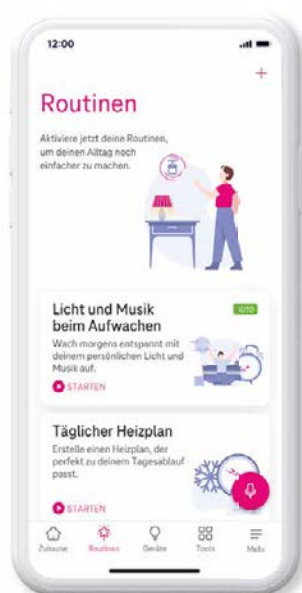 12:00
+
Routinen
Aktiviere jetzt deine Routinen,
um deinen Alltag noch
einfacher zu machen.
Licht und Musik
beim Aufwachen
Wach morgens entspannt mit
deinem persönlichen Licht und
Musik auf.
STARTEN
Täglicher Heizplan
Erstelle einen Heizplan, der
perfekt zu deinem Tagesablauf
passt.
STARTEN
Zuhause Routinen Geräte Tools Mehr